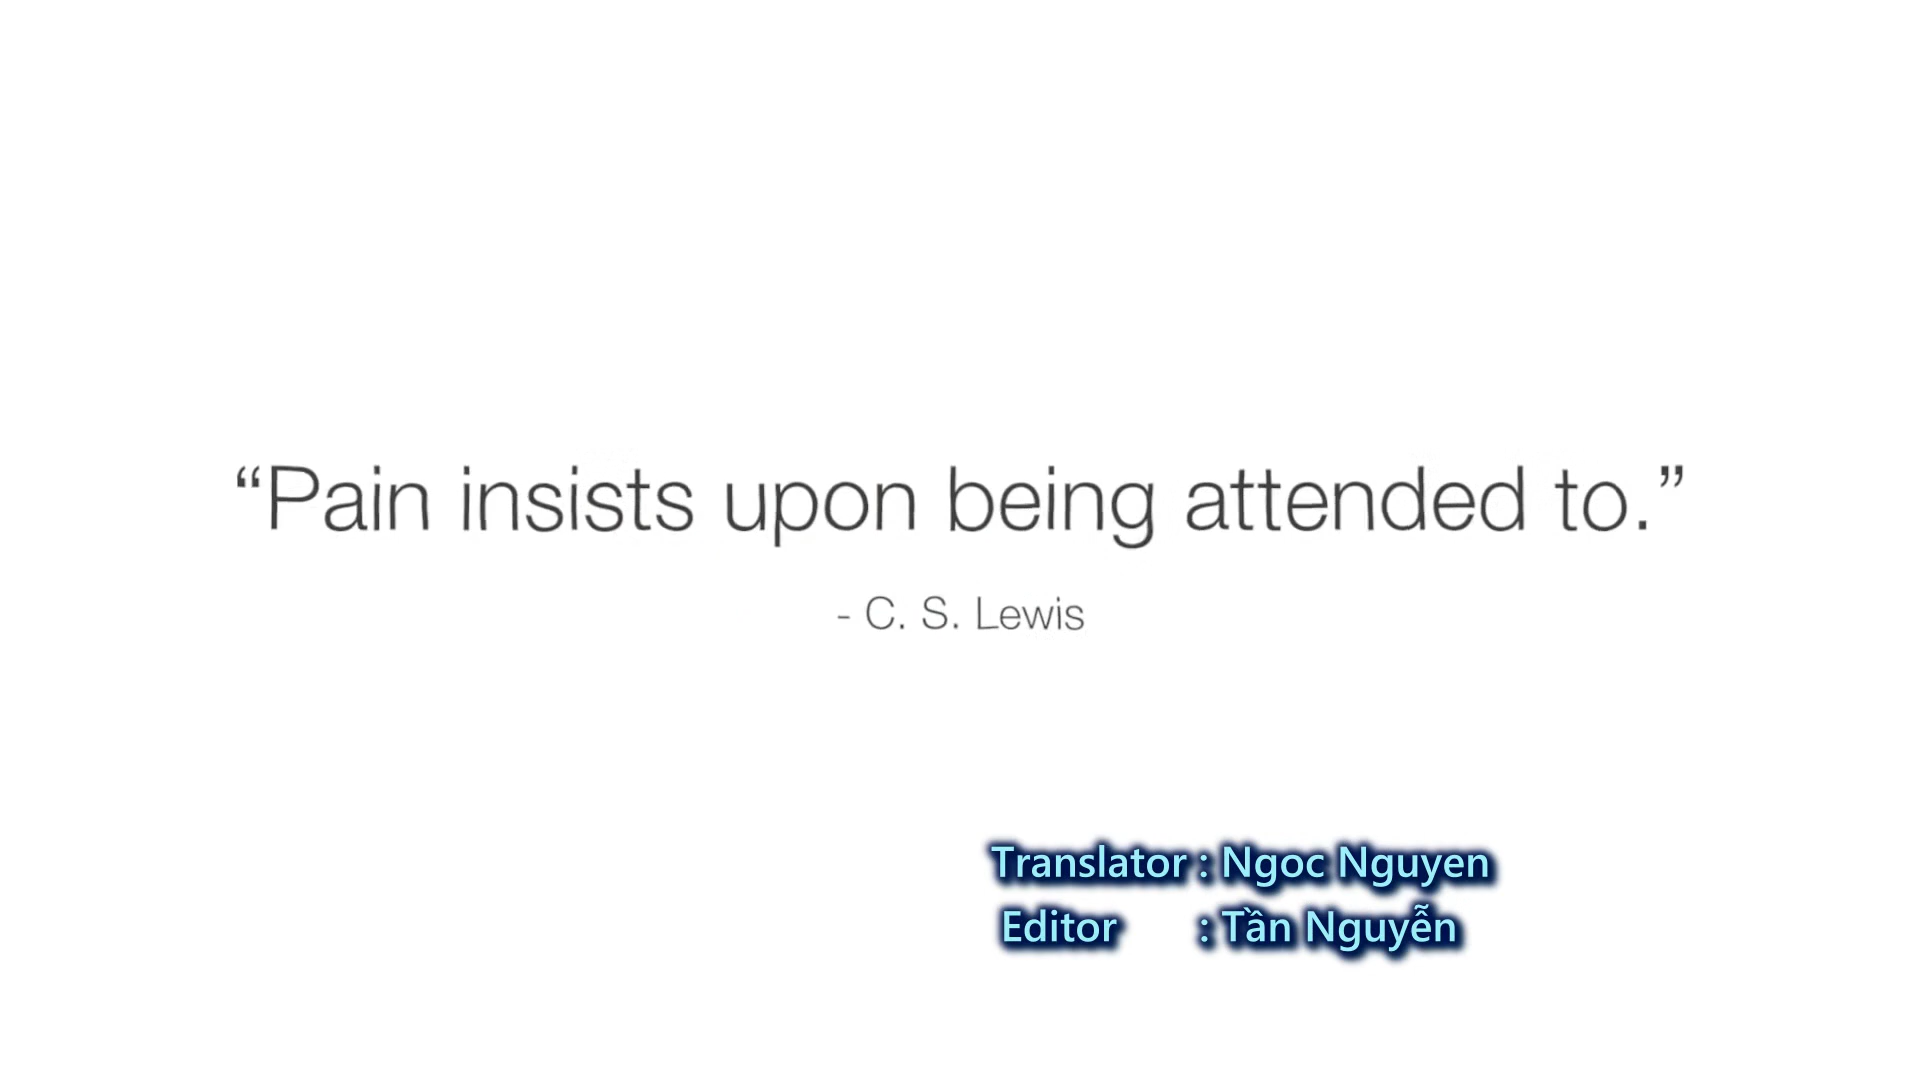 “Pain insists upon being attended to.”
- C. S. Lewis
Translator : Ngoc Nguyen
Editor : Tần Nguyễn